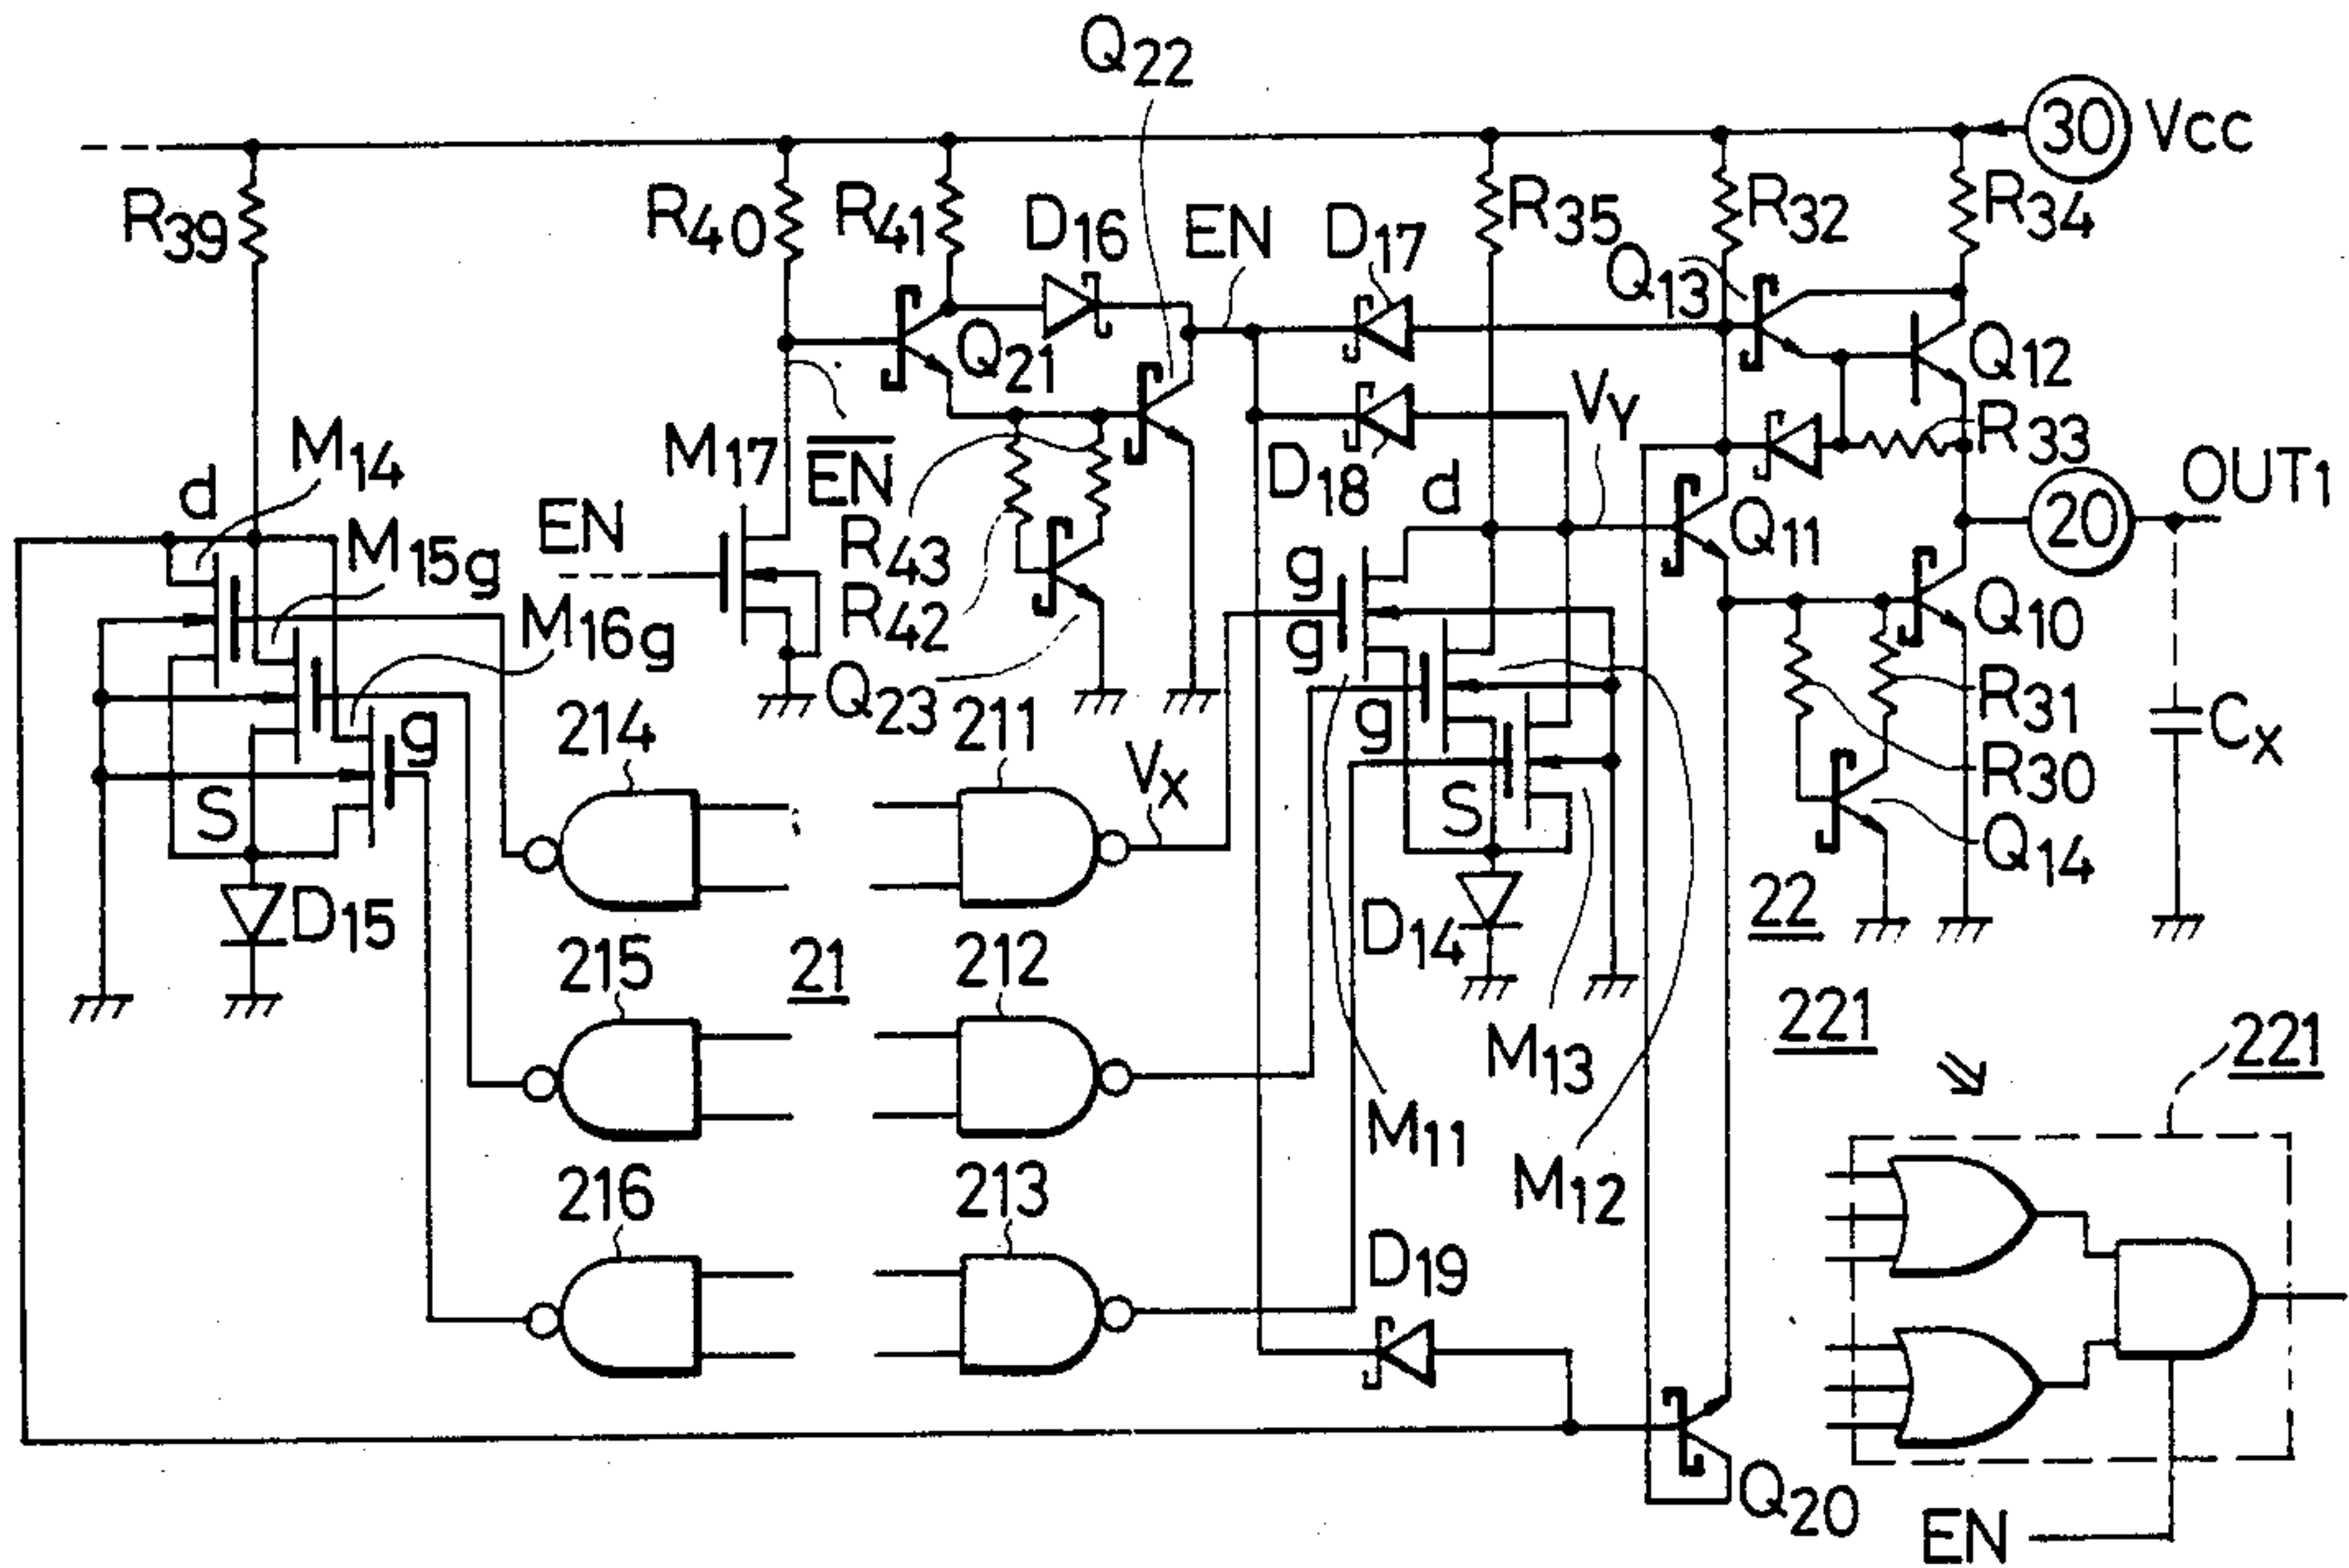 Q22
30 Vcc
R39
R40
R41
D16
EN
D17
R35
R32
R34
Q13
Q21
Q12
M14
M17
EN
D18
VY
R33
d
d
OUT1
EN
M15g
R43
Q11
20
g
R42
Q10
M16g
g
Q23
R31
214
211
g
g
VX
CX
R30
S
S
Q14
D15
D14
22
215
21
212
221
M13
221
M11
216
213
M12
D19
Q20
EN